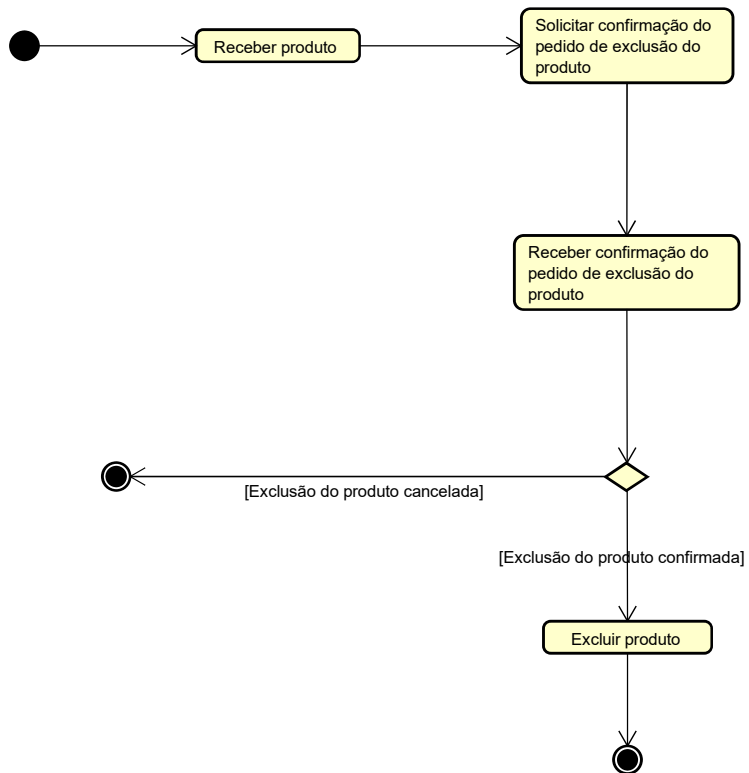 Receber produto
Solicitar confirmação do
pedido de exclusão do
produto
Receber confirmação do
pedido de exclusão do
produto
[Exclusão do produto cancelada]
[Exclusão do produto confirmada]
Excluir produto